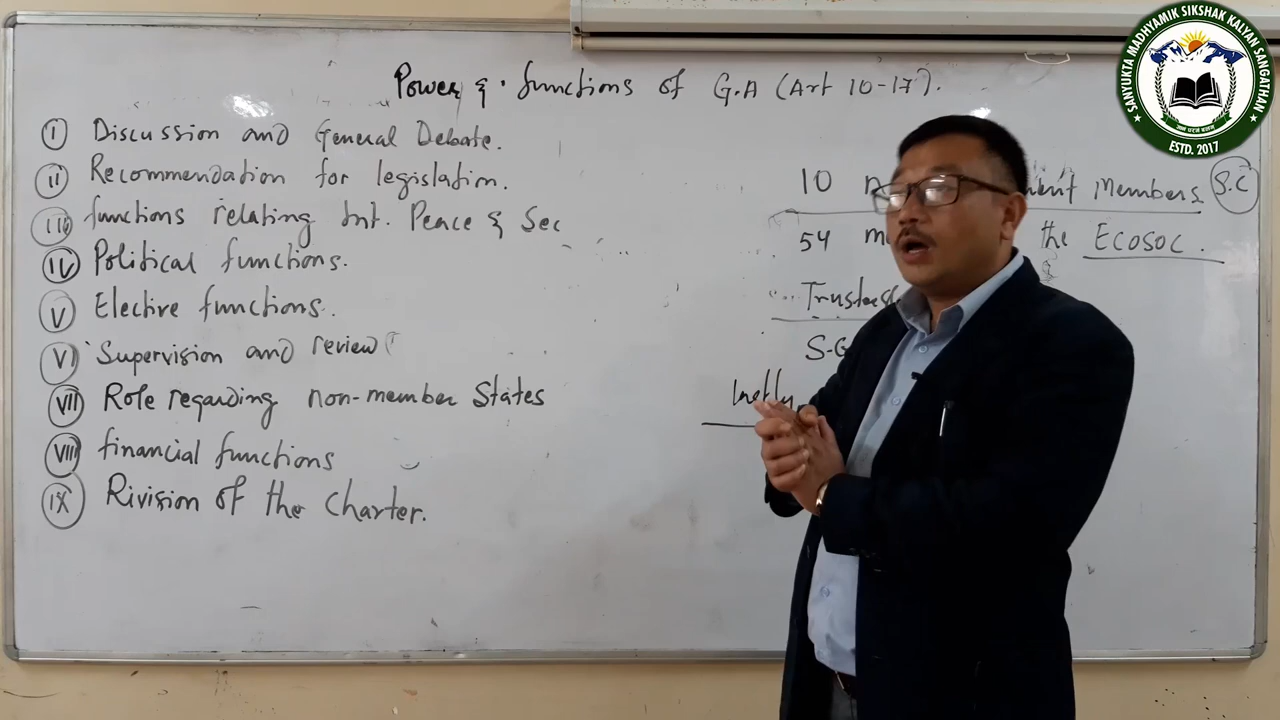 Power & functions of G.A (Art 10-17).
I Discussion and General Debate.
II Recommendation for legislation.
III functions relating Int. Peace & Sec
IV Political functions.
V Elective functions.
VI Supervision and review
VII Role regarding non-member States
VIII financial functions
IX Rivision of the Charter.
10 Members S.C
54 the ECOSOC.
SANYUKTA MADHYAMIK SIKSHAK KALYAN SANGATHAN
ESTD. 2017